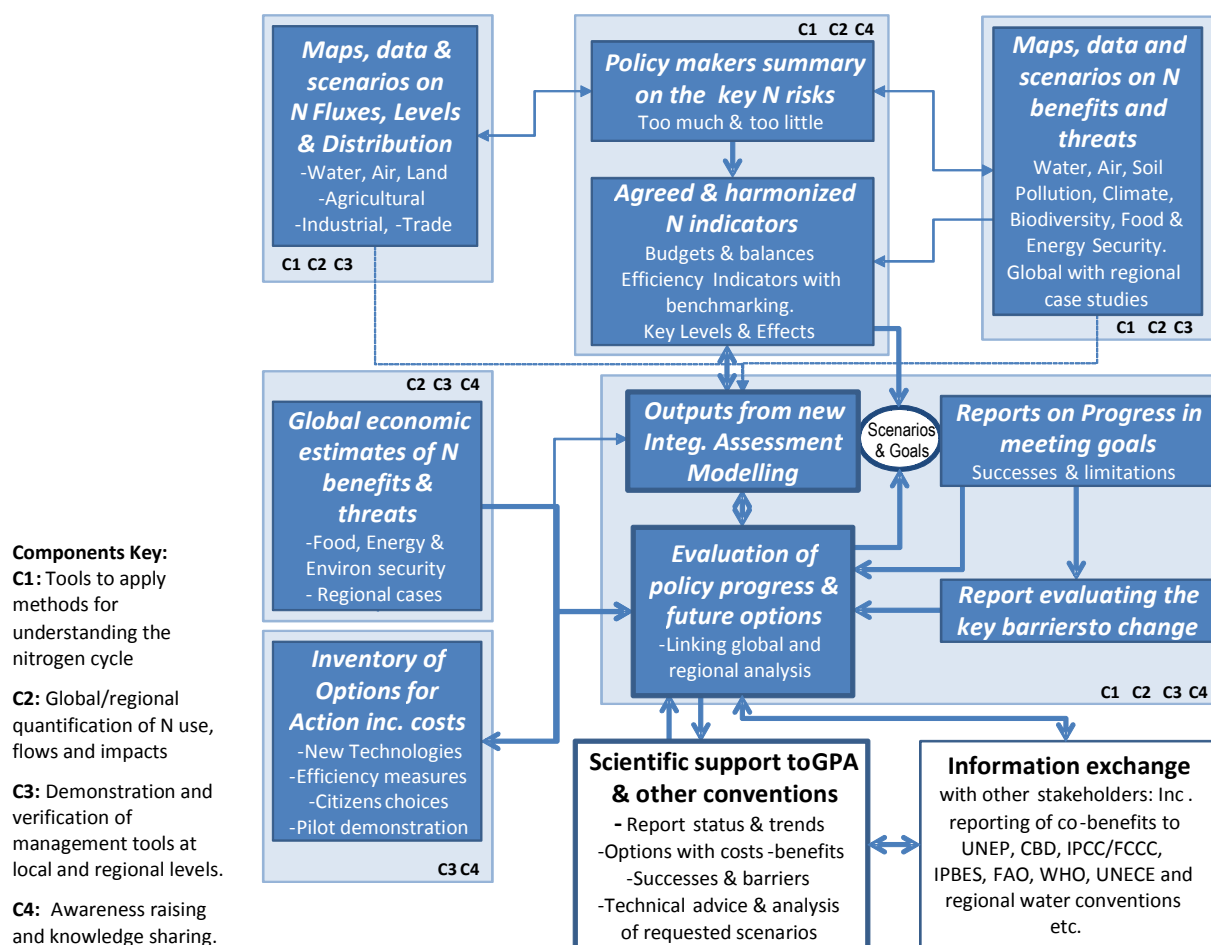 C1 C2 C4
Maps, data &
scenarios on
N Fluxes, Levels
& Distribution
-Water, Air, Land
-Agricultural
-Industrial, -Trade
C1 C2 C3
Policy makers summary
on the key N risks
Too much & too little
Agreed & harmonized
N indicators
Budgets & balances
Efficiency Indicators with
benchmarking.
Key Levels & Effects
Maps, data and
scenarios on N
benefits and
threats
Water, Air, Soil
Pollution, Climate,
Biodiversity, Food &
Energy Security.
Global with regional
case studies
C1 C2 C3
C2 C3 C4
Global economic
estimates of N
benefits &
threats
-Food, Energy &
Environ security
- Regional cases
Outputs from new
Integ. Assessment
Modelling
Scenarios
& Goals
Reports on Progress in
meeting goals
Successes & limitations
Evaluation of
policy progress &
future options
-Linking global and
regional analysis
Report evaluating the
key barriersto change
C1 C2 C3 C4
Inventory of
Options for
Action inc. costs
-New Technologies
-Efficiency measures
-Citizens choices
-Pilot demonstration
C3 C4
Scientific support toGPA
& other conventions
- Report status & trends
-Options with costs -benefits
-Successes & barriers
-Technical advice & analysis
of requested scenarios
Information exchange
with other stakeholders: Inc .
reporting of co-benefits to
UNEP, CBD, IPCC/FCCC,
IPBES, FAO, WHO, UNECE and
regional water conventions
etc.
Components Key:
C1: Tools to apply
methods for
understanding the
nitrogen cycle
C2: Global/regional
quantification of N use,
flows and impacts
C3: Demonstration and
verification of
management tools at
local and regional levels.
C4: Awareness raising
and knowledge sharing.